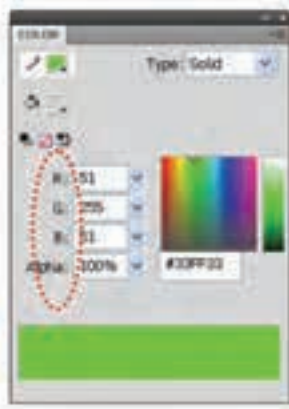 COLOR
Type: Solid
R: 51
G: 255
B: 51
Alpha: 100% #33FF33